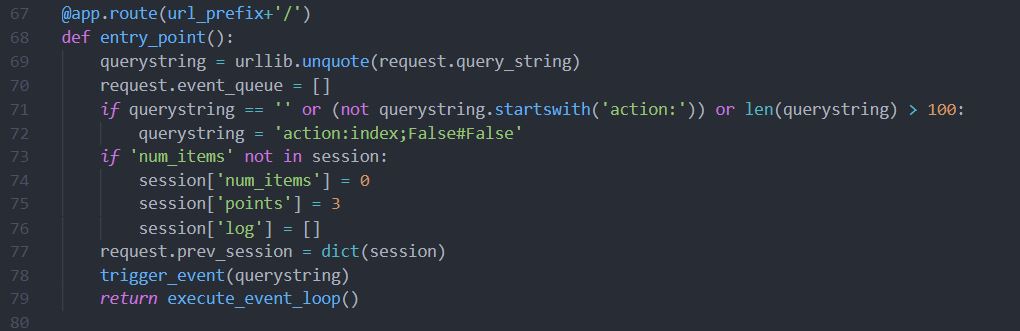 67 @app.route(url_prefix+'/')
68 def entry_point():
69     querystring = urllib.unquote(request.query_string)
70     request.event_queue = []
71     if querystring == '' or (not querystring.startswith('action:')) or len(querystring) > 100:
72         querystring = 'action:index;False#False'
73     if 'num_items' not in session:
74         session['num_items'] = 0
75         session['points'] = 3
76         session['log'] = []
77     request.prev_session = dict(session)
78     trigger_event(querystring)
79     return execute_event_loop()
80